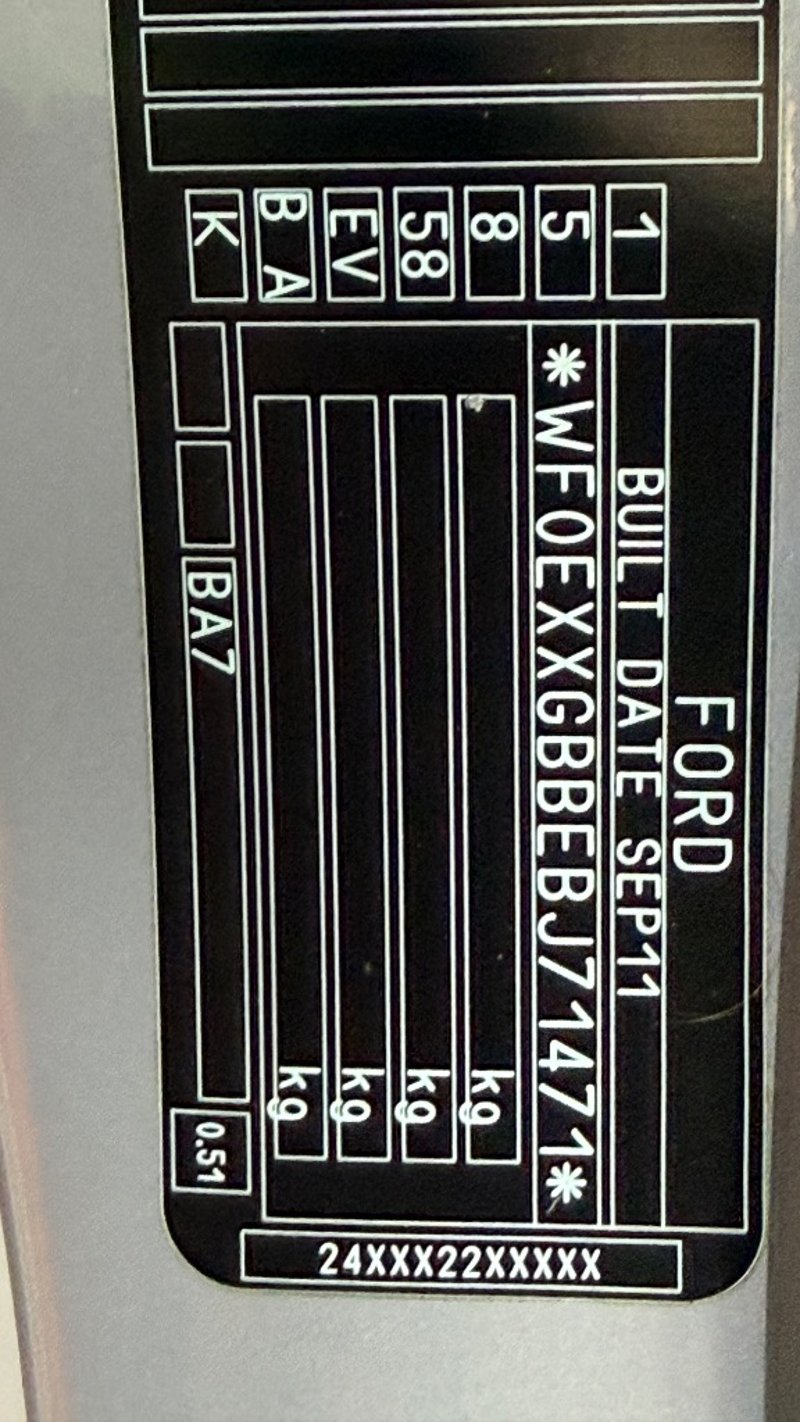 FORD
1
BUILT DATE SEP11
5
*WF0EXXGBBEBJ71471*
8
kg
58
kg
EV
kg
B A
kg
K
BA7
0.51
24XXX22XXXXX